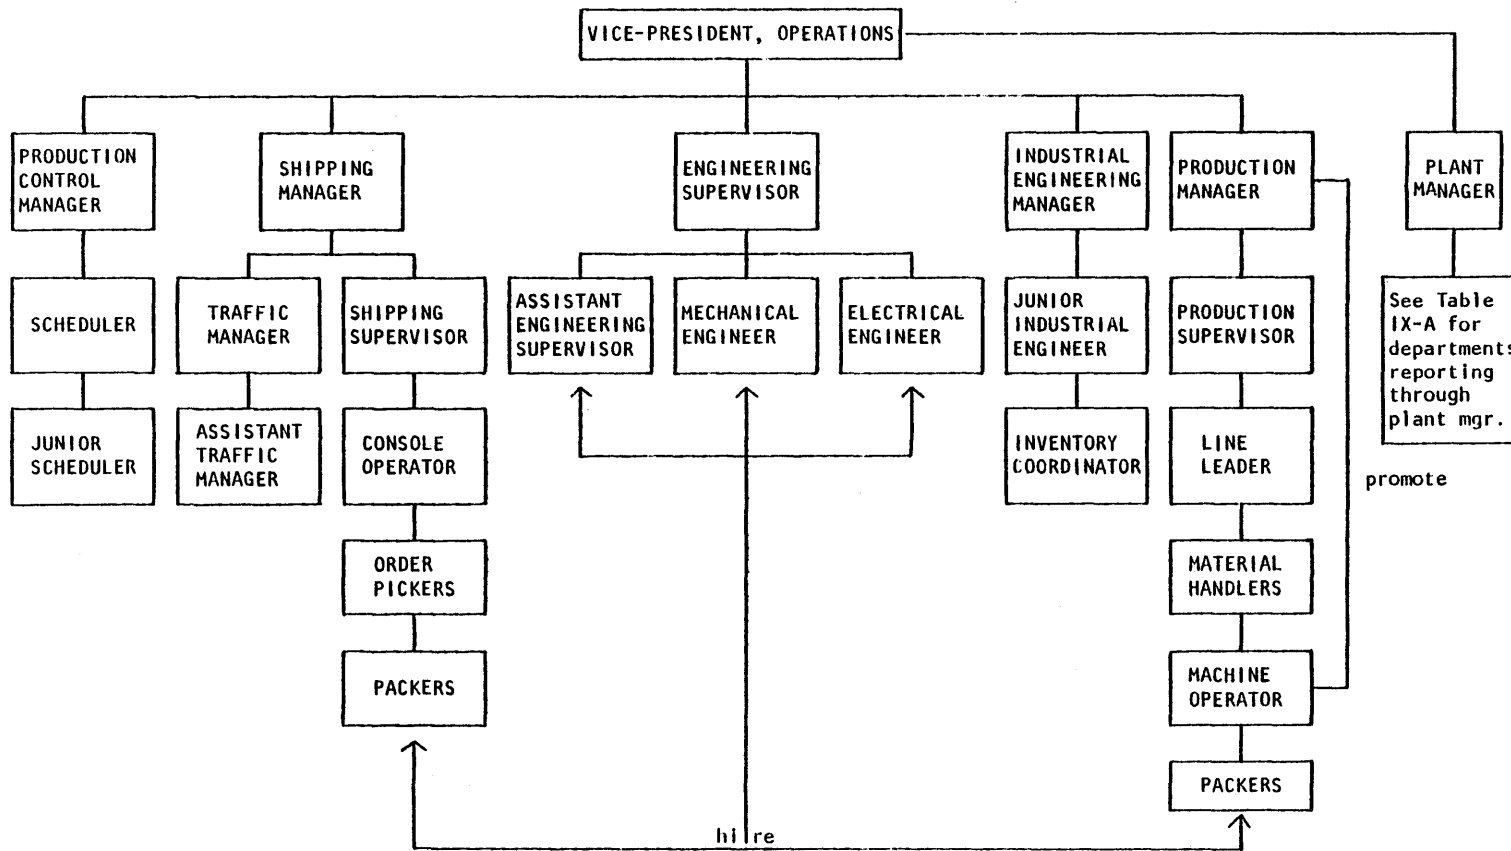 VICE-PRESIDENT, OPERATIONS
PRODUCTION
CONTROL
MANAGER
SHIPPING
MANAGER
ENGINEERING
SUPERVISOR
INDUSTRIAL
ENGINEERING
MANAGER
PRODUCTION
MANAGER
PLANT
MANAGER
SCHEDULER
TRAFFIC
MANAGER
SHIPPING
SUPERVISOR
ASSISTANT
ENGINEERING
SUPERVISOR
MECHANICAL
ENGINEER
ELECTRICAL
ENGINEER
JUNIOR
INDUSTRIAL
ENGINEER
PRODUCTION
SUPERVISOR
See Table
IX-A for
departments
reporting
through
plant mgr.
JUNIOR
SCHEDULER
ASSISTANT
TRAFFIC
MANAGER
CONSOLE
OPERATOR
INVENTORY
COORDINATOR
LINE
LEADER
promote
ORDER
PICKERS
MATERIAL
HANDLERS
PACKERS
MACHINE
OPERATOR
PACKERS
hire